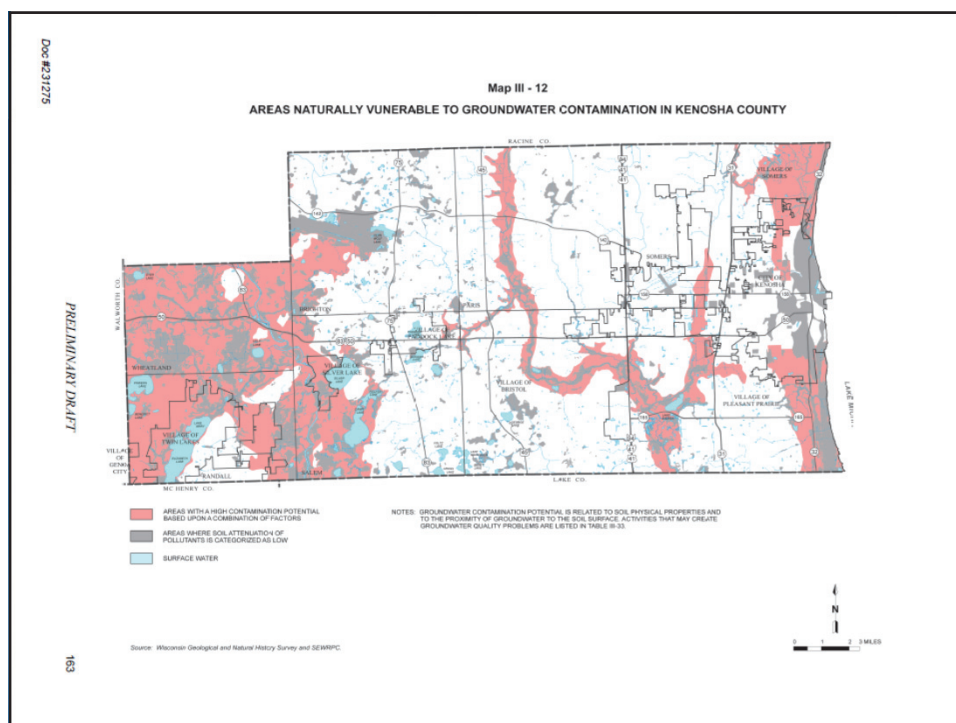 Doc #231275
Map III - 12
AREAS NATURALLY VUNERABLE TO GROUNDWATER CONTAMINATION IN KENOSHA COUNTY
RACINE CO.
VILLAGE OF
SOMERS
SOMERS
CITY OF
KENOSHA
WALWORTH CO.
BRIGHTON
PARIS
VILLAGE OF
PADDOCK LAKE
WHEATLAND
VILLAGE OF
SILVER LAKE
VILLAGE OF
BRISTOL
VILLAGE OF
PLEASANT PRAIRIE
LAKE
VILLAGE OF
TWIN LAKES
VILLAGE
OF
GENOA
CITY
RANDALL
SALEM
MC HENRY CO.
LAKE CO.
AREAS WITH A HIGH CONTAMINATION POTENTIAL
BASED UPON A COMBINATION OF FACTORS
AREAS WHERE SOIL ATTENUATION OF
POLLUTANTS IS CATEGORIZED AS LOW
SURFACE WATER
NOTES: GROUNDWATER CONTAMINATION POTENTIAL IS RELATED TO SOIL PHYSICAL PROPERTIES AND
TO THE PROXIMITY OF GROUNDWATER TO THE SOIL SURFACE. ACTIVITIES THAT MAY CREATE
GROUNDWATER QUALITY PROBLEMS ARE LISTED IN TABLE III-33.
N
0 1 2 3 MILES
Source: Wisconsin Geological and Natural History Survey and SEWRPC.
PRELIMINARY DRAFT
163